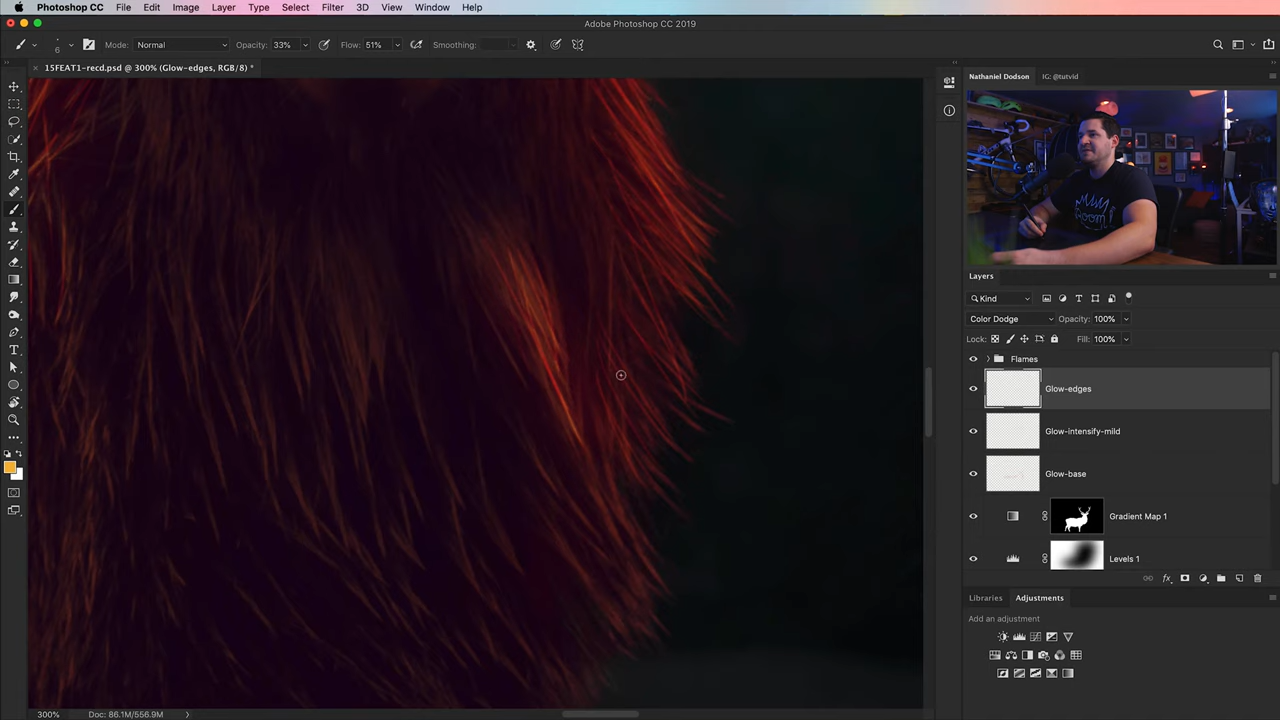 Photoshop CC File Edit Image Layer Type Select Filter 3D View Window Help
Adobe Photoshop CC 2019
6 Mode: Normal Opacity: 33% Flow: 51% Smoothing:
15FEAT1-recd.psd @ 300% (Glow-edges, RGB/8) *
Nathaniel Dodson IG: @tutvid
Layers
Kind
Color Dodge Opacity: 100%
Lock: Fill: 100%
Flames
Glow-edges
Glow-intensify-mild
Glow-base
Gradient Map 1
Levels 1
Libraries Adjustments
Add an adjustment
300% Doc: 86.1M/556.9M